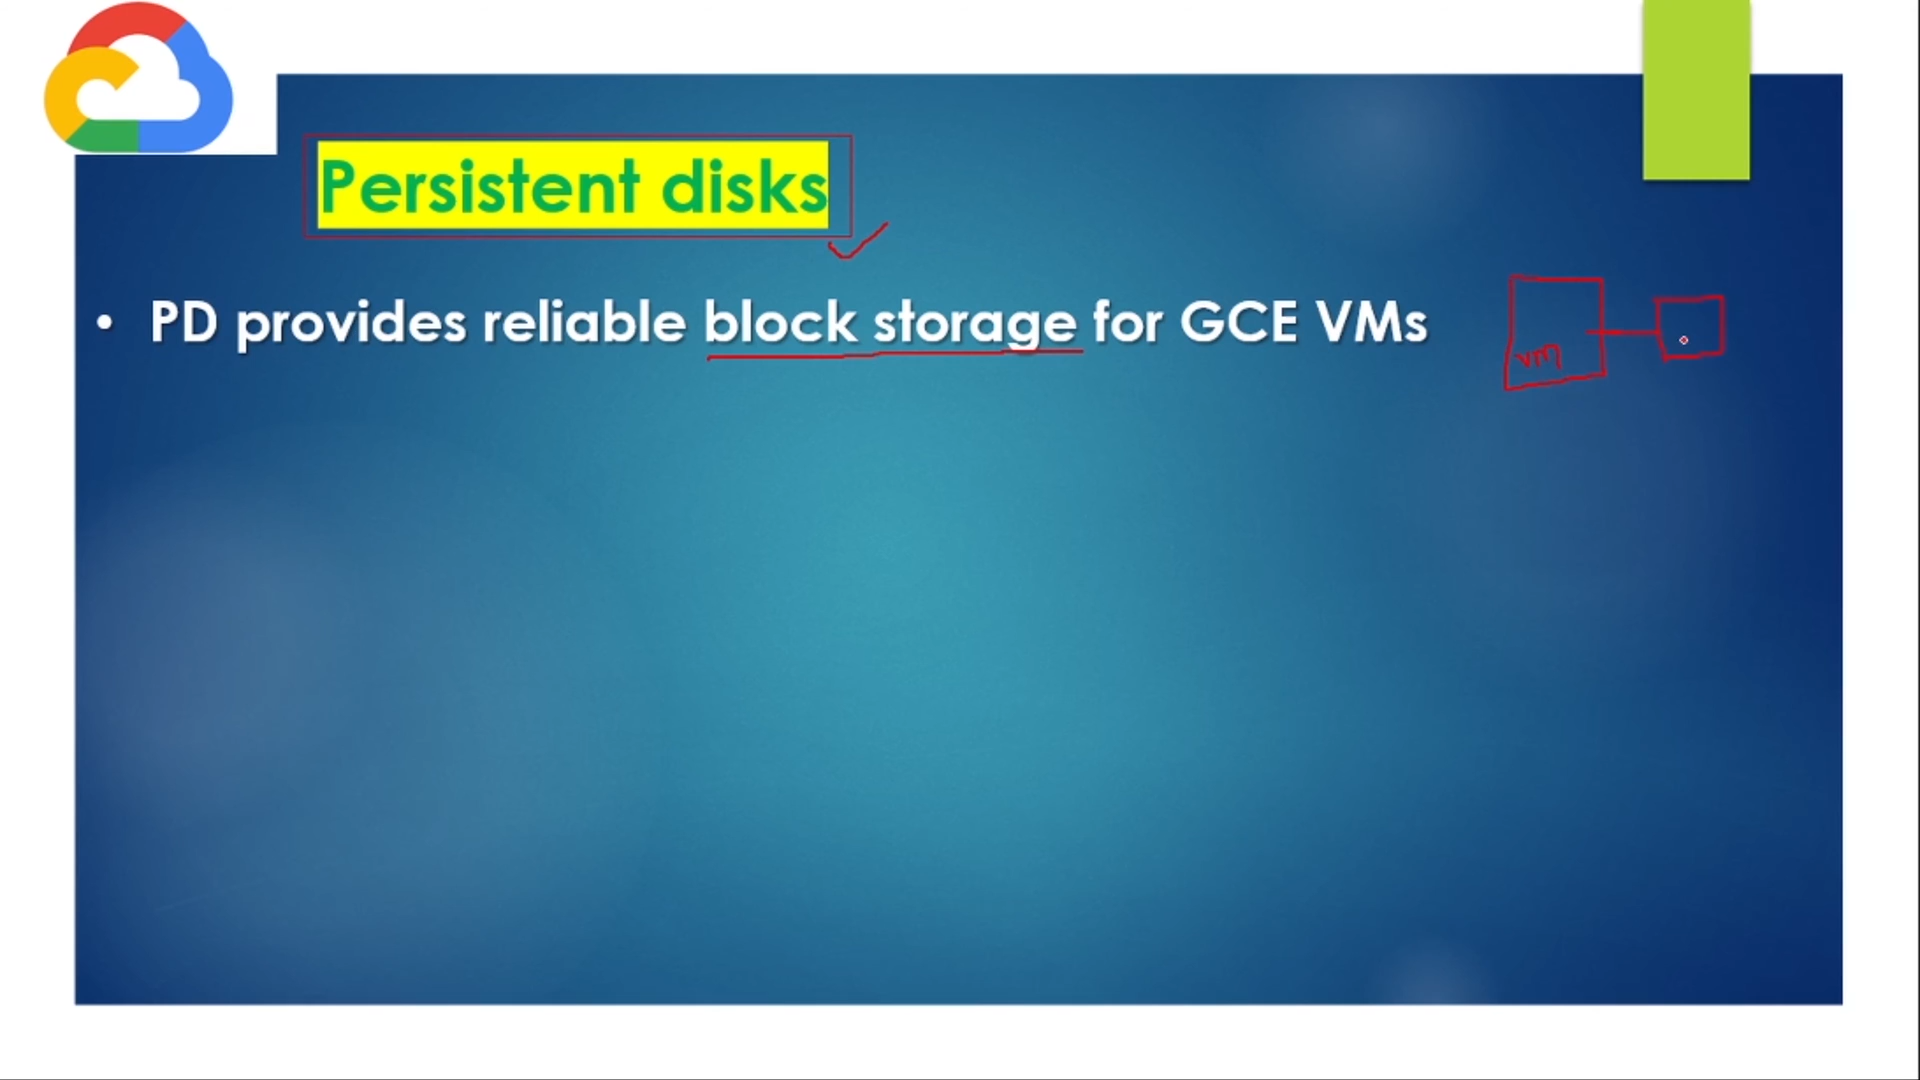 Persistent disks
• PD provides reliable block storage for GCE VMs
vm